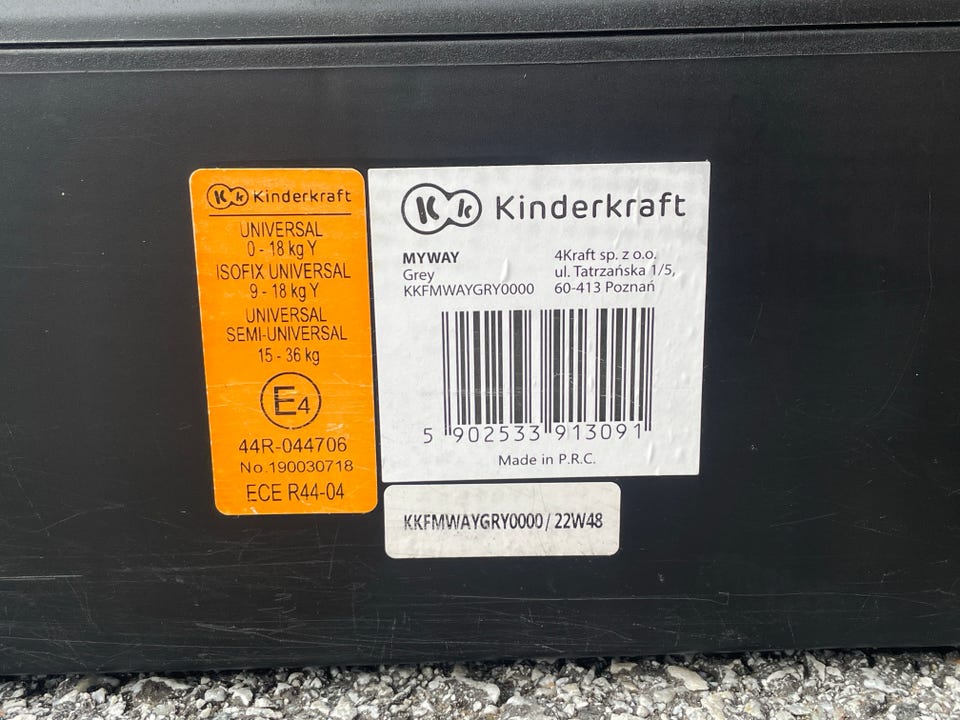 Kk Kinderkraft
UNIVERSAL
0 - 18 kg Y
ISOFIX UNIVERSAL
9 - 18 kg Y
UNIVERSAL
SEMI-UNIVERSAL
15 - 36 kg
E4
44R-044706
No.190030718
ECE R44-04
Kk Kinderkraft
MYWAY
Grey
KKFMWAYGRY0000
4Kraft sp. z o.o.
ul. Tatrzańska 1/5,
60-413 Poznań
5 902533 913091
Made in P.R.C.
KKFMWAYGRY0000 / 22W48